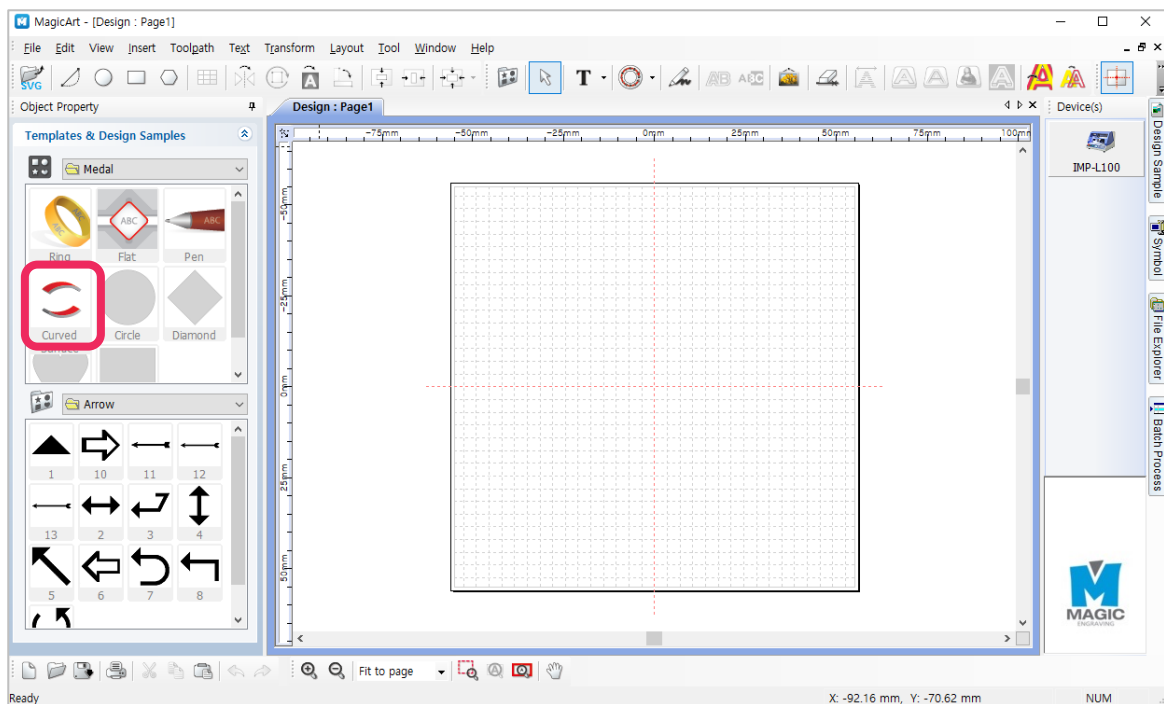 MagicArt - [Design : Page1]
File Edit View Insert Toolpath Text Transform Layout Tool Window Help
SVG T AB ABC A
Object Property
Design : Page1
Device(s)
Templates & Design Samples
Medal
ABC ABC
Ring Flat Pen
Curved Circle Diamond
Surface
Arrow
1 10 11 12
13 2 3 4
5 6 7 8
-75mm -50mm -25mm 0mm 25mm 50mm 75mm 100mm
-50mm
-25mm
0mm
25mm
50mm
IMP-L100
Design Sample
Symbol
File Explorer
Batch Process
MAGIC
ENGRAVING
Fit to page
Ready
X: -92.16 mm, Y: -70.62 mm
NUM